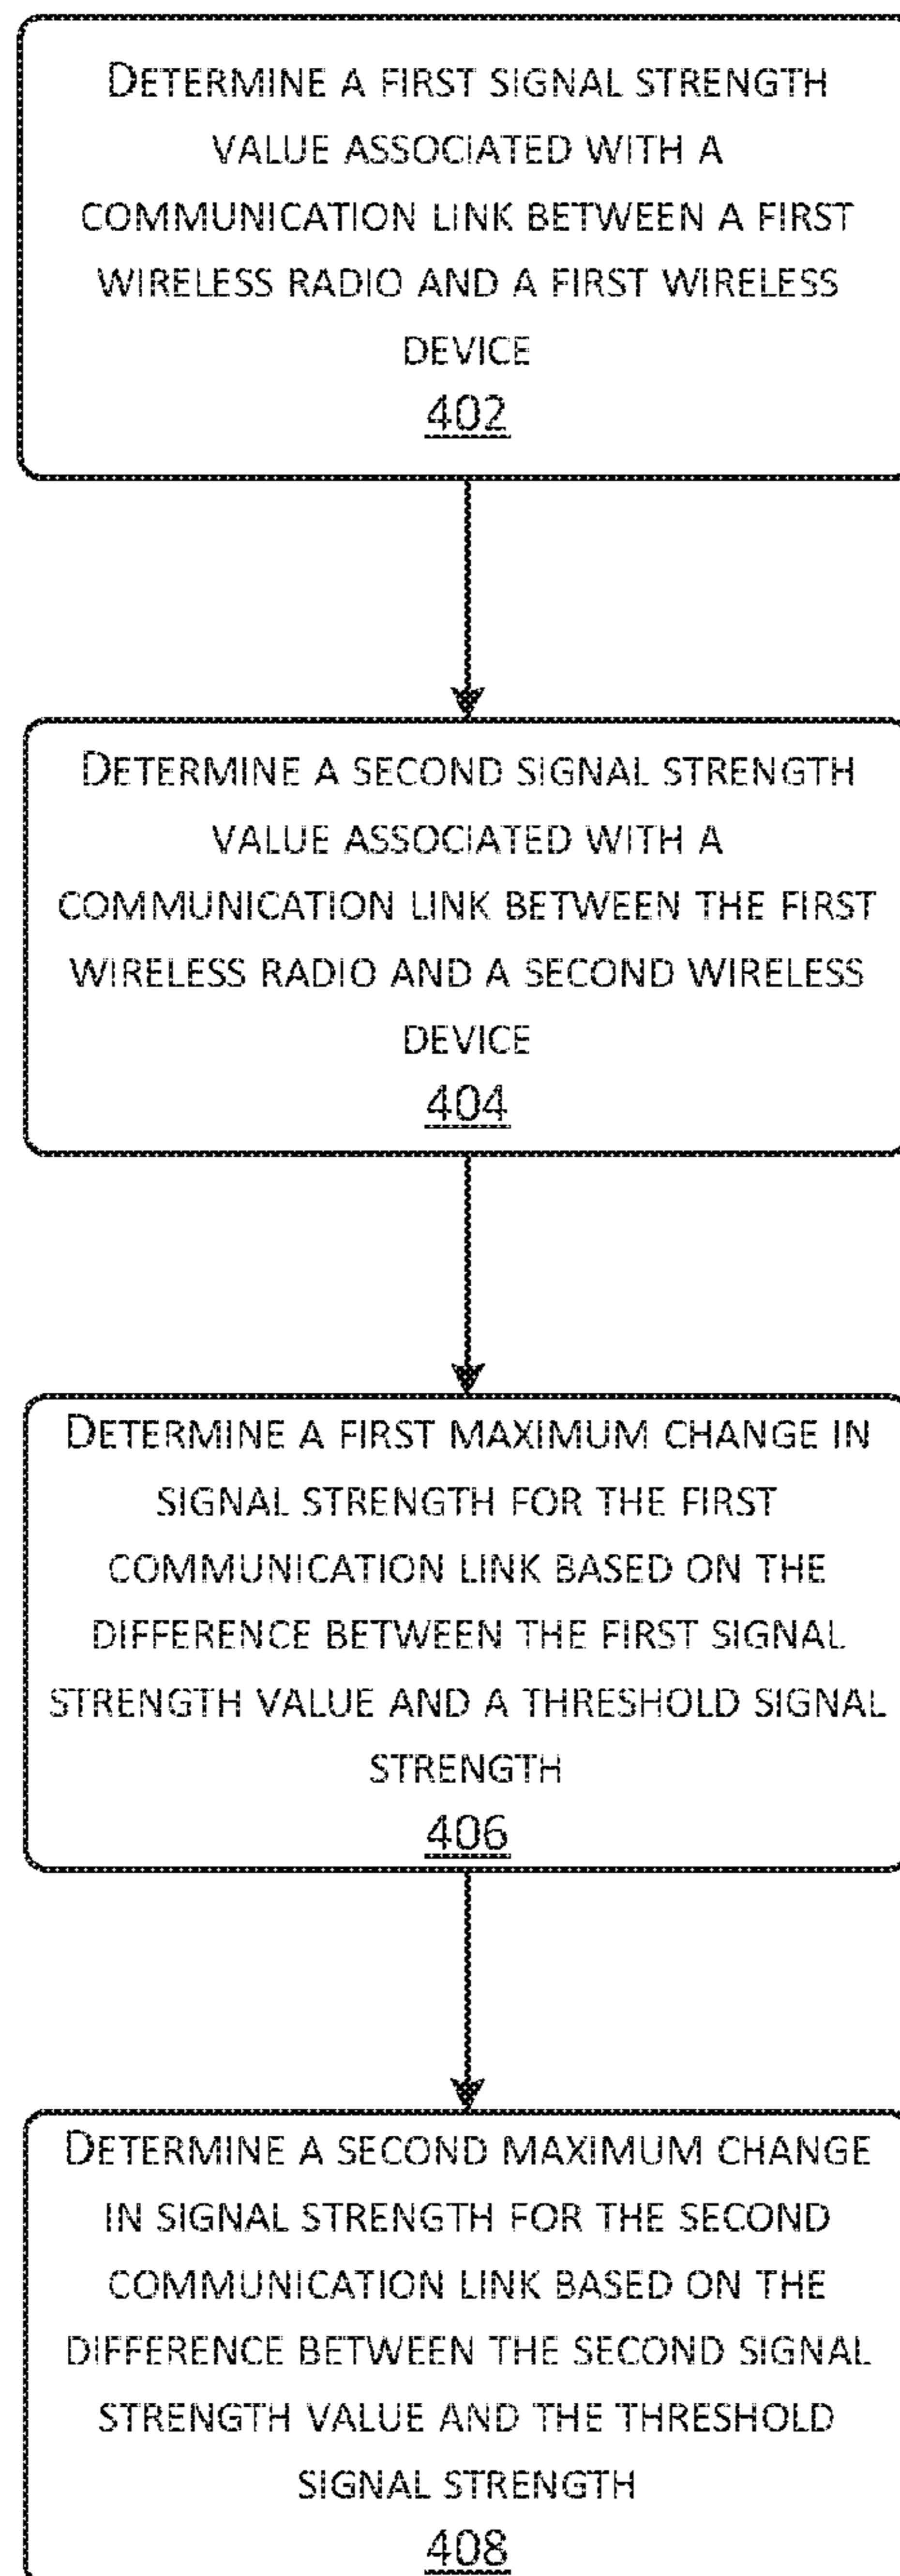 DETERMINE A FIRST SIGNAL STRENGTH
VALUE ASSOCIATED WITH A
COMMUNICATION LINK BETWEEN A FIRST
WIRELESS RADIO AND A FIRST WIRELESS
DEVICE
402
DETERMINE A SECOND SIGNAL STRENGTH
VALUE ASSOCIATED WITH A
COMMUNICATION LINK BETWEEN THE FIRST
WIRELESS RADIO AND A SECOND WIRELESS
DEVICE
404
DETERMINE A FIRST MAXIMUM CHANGE IN
SIGNAL STRENGTH FOR THE FIRST
COMMUNICATION LINK BASED ON THE
DIFFERENCE BETWEEN THE FIRST SIGNAL
STRENGTH VALUE AND A THRESHOLD SIGNAL
STRENGTH
406
DETERMINE A SECOND MAXIMUM CHANGE
IN SIGNAL STRENGTH FOR THE SECOND
COMMUNICATION LINK BASED ON THE
DIFFERENCE BETWEEN THE SECOND SIGNAL
STRENGTH VALUE AND THE THRESHOLD
SIGNAL STRENGTH
408